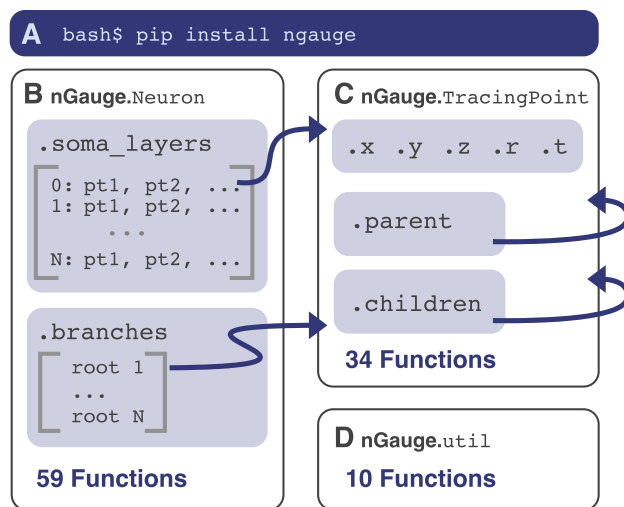 A bash$ pip install ngauge
B nGauge.Neuron
.soma_layers
0: pt1, pt2, ...
1: pt1, pt2, ...
...
N: pt1, pt2, ...
.branches
root 1
...
root N
59 Functions
C nGauge.TracingPoint
.x .y .z .r .t
.parent
.children
34 Functions
D nGauge.util
10 Functions